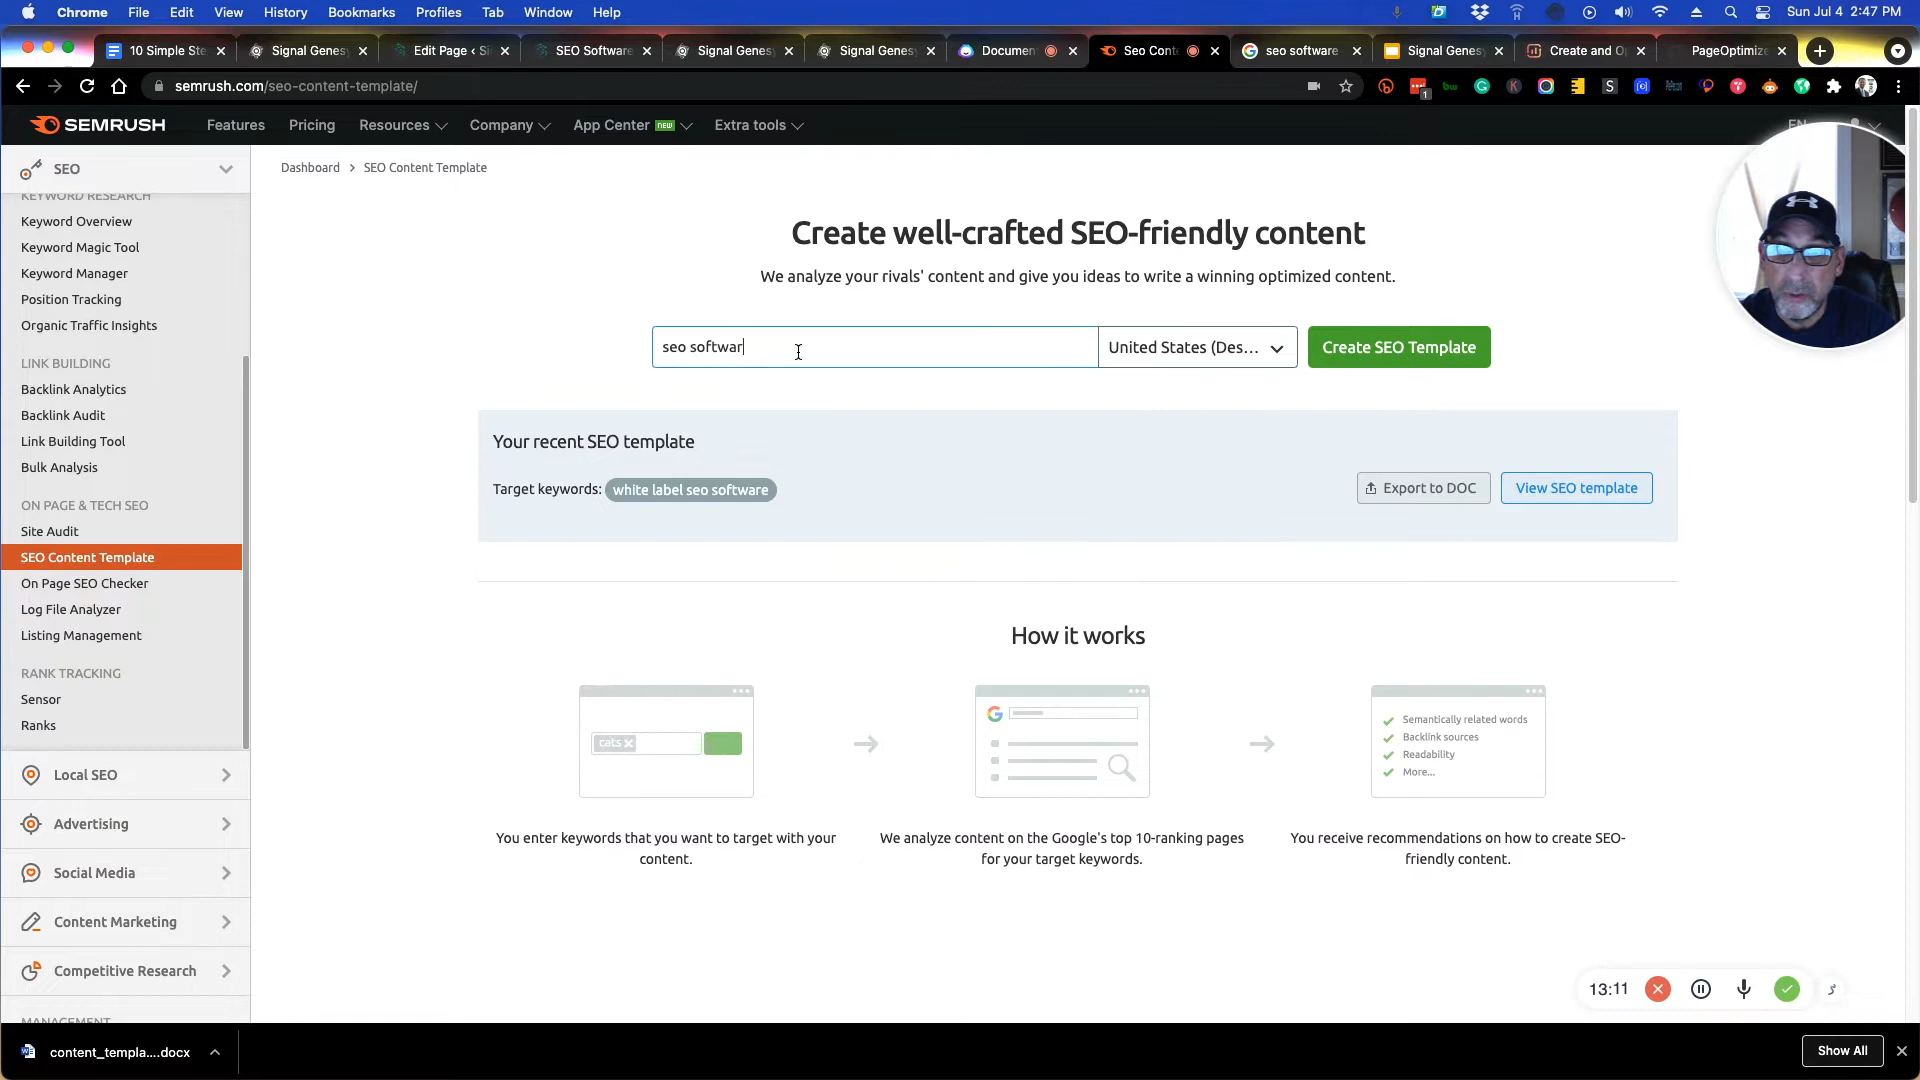 Chrome File Edit View History Bookmarks Profiles Tab Window Help Sun Jul 4 2:47 PM
10 Simple Ste Signal Genes Edit Page ‹ Si SEO Software Signal Genes Signal Genes Documen Seo Cont seo software Signal Genes Create and O PageOptimiz
semrush.com/seo-content-template/
SEMRUSH Features Pricing Resources Company App Center NEW Extra tools EN
SEO
Dashboard > SEO Content Template
KEYWORD RESEARCH
Keyword Overview
Keyword Magic Tool
Keyword Manager
Position Tracking
Organic Traffic Insights
LINK BUILDING
Backlink Analytics
Backlink Audit
Link Building Tool
Bulk Analysis
ON PAGE & TECH SEO
Site Audit
SEO Content Template
On Page SEO Checker
Log File Analyzer
Listing Management
RANK TRACKING
Sensor
Ranks
Local SEO
Advertising
Social Media
Content Marketing
Competitive Research
MANAGEMENT
Create well-crafted SEO-friendly content
We analyze your rivals' content and give you ideas to write a winning optimized content.
seo softwar United States (Des... Create SEO Template
Your recent SEO template
Target keywords: white label seo software Export to DOC View SEO template
How it works
cats
Semantically related words
Backlink sources
Readability
More...
You enter keywords that you want to target with your
content.
We analyze content on the Google's top 10-ranking pages
for your target keywords.
You receive recommendations on how to create SEO-
friendly content.
13:11
content_templa....docx Show All